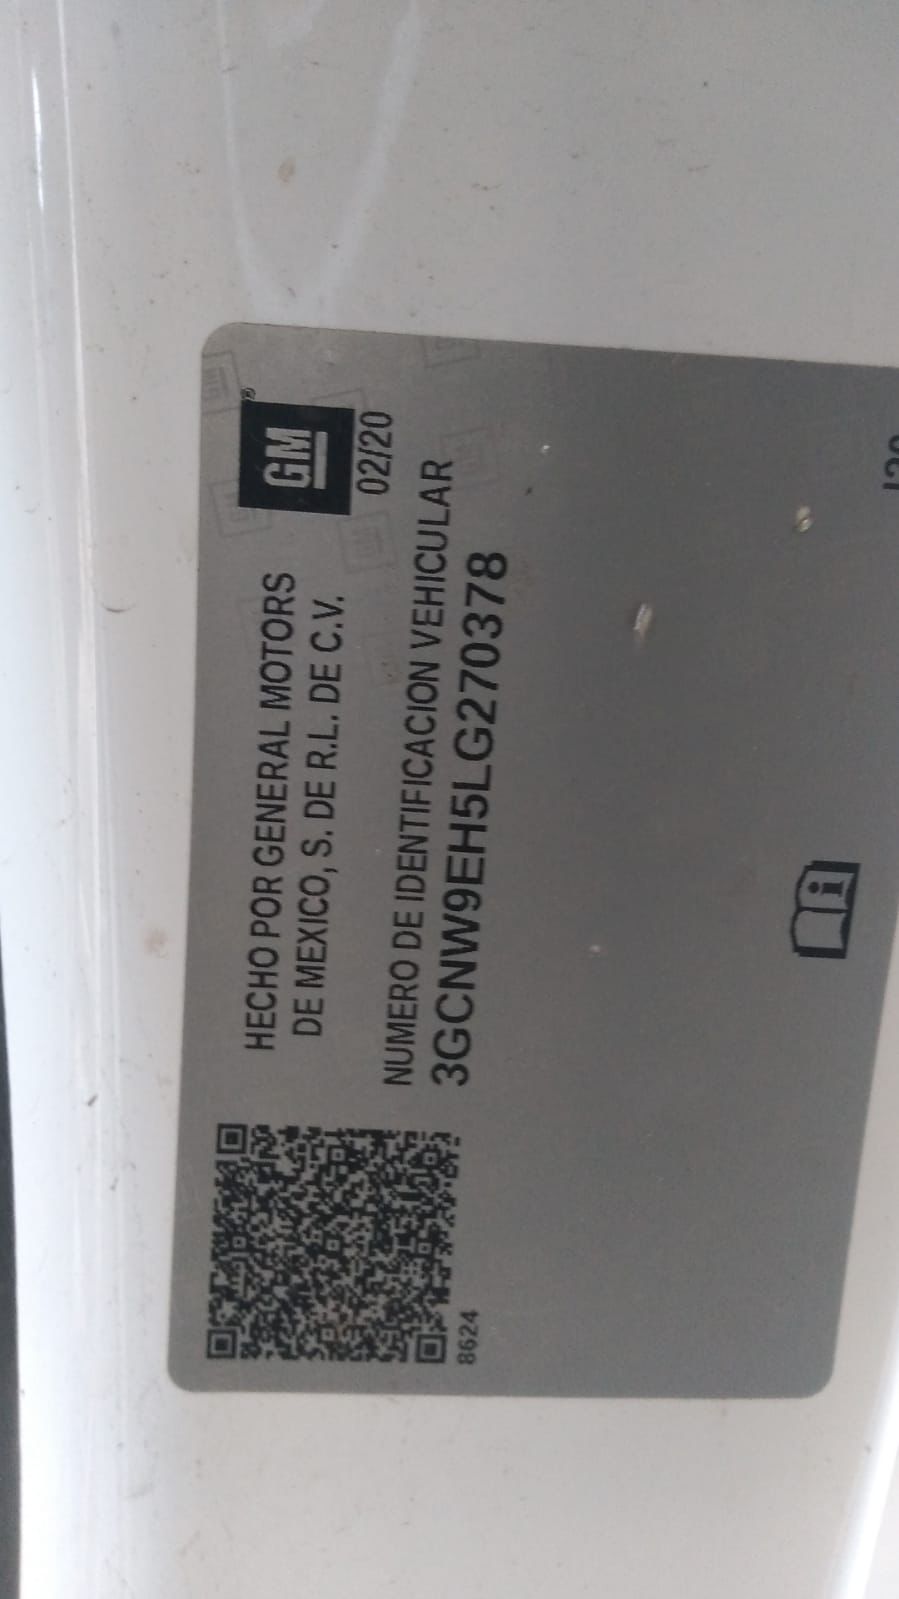 HECHO POR GENERAL MOTORS
DE MEXICO, S. DE R.L. DE C.V.
GM
02/20
NUMERO DE IDENTIFICACION VEHICULAR
3GCNW9EH5LG270378
8624